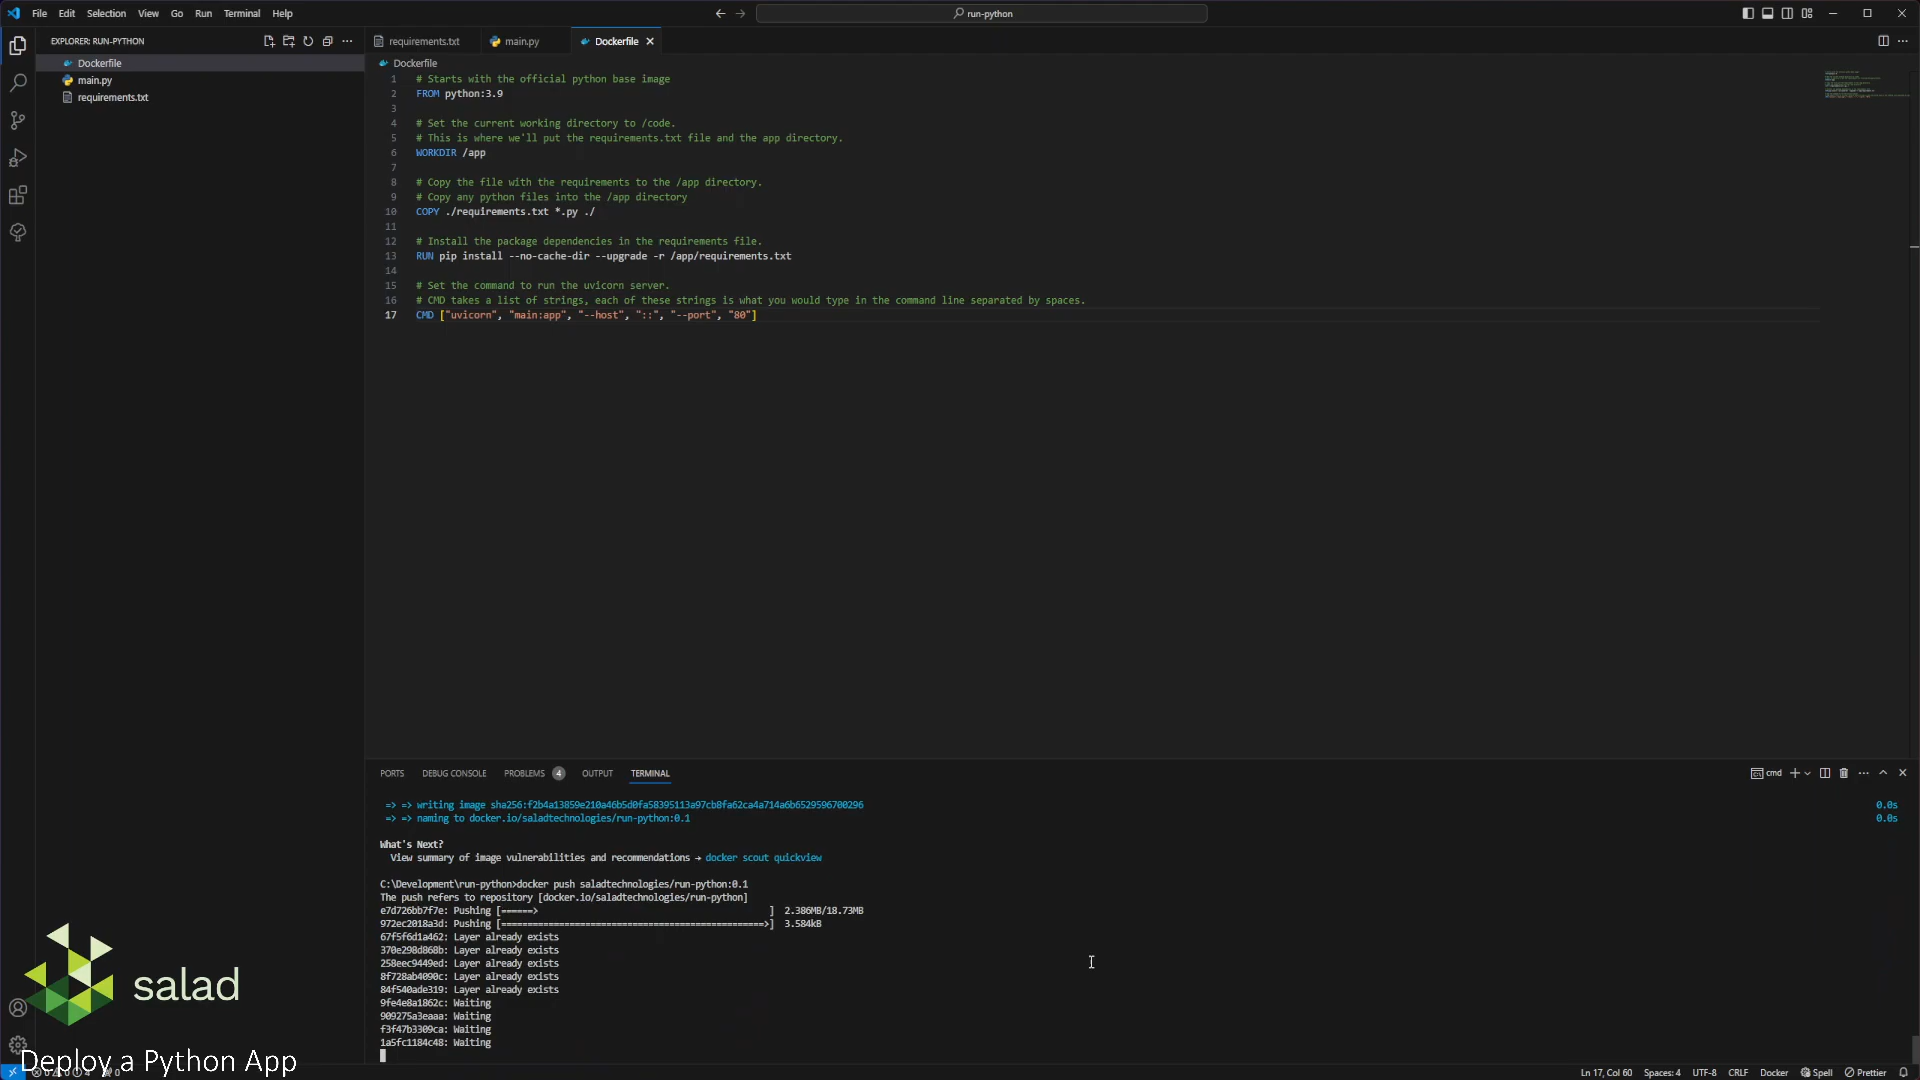 File Edit Selection View Go Run Terminal Help
run-python
EXPLORER: RUN-PYTHON
Dockerfile
main.py
requirements.txt
requirements.txt main.py Dockerfile
Dockerfile
1 # Starts with the official python base image
2 FROM python:3.9
3
4 # Set the current working directory to /code.
5 # This is where we'll put the requirements.txt file and the app directory.
6 WORKDIR /app
7
8 # Copy the file with the requirements to the /app directory.
9 # Copy any python files into the /app directory
10 COPY ./requirements.txt *.py ./
11
12 # Install the package dependencies in the requirements file.
13 RUN pip install --no-cache-dir --upgrade -r /app/requirements.txt
14
15 # Set the command to run the uvicorn server.
16 # CMD takes a list of strings, each of these strings is what you would type in the command line separated by spaces.
17 CMD ["uvicorn", "main:app", "--host", "::", "--port", "80"]
PORTS DEBUG CONSOLE PROBLEMS 4 OUTPUT TERMINAL
cmd
=> => writing image sha256:f2b4a13859e210a46b5d0fa58395113a97cb8fa62ca4a714a6b6529596700296 0.0s
=> => naming to docker.io/saladtechnologies/run-python:0.1 0.0s
What's Next?
View summary of image vulnerabilities and recommendations → docker scout quickview
C:\Development\run-python>docker push saladtechnologies/run-python:0.1
The push refers to repository [docker.io/saladtechnologies/run-python]
e7d726bb7f7e: Pushing [======> ] 2.386MB/18.73MB
972ec2018a3d: Pushing [==================================================>] 3.584kB
67f5f6d1a462: Layer already exists
370e298d868b: Layer already exists
258eec9449ed: Layer already exists
8f728ab4090c: Layer already exists
84f540ade319: Layer already exists
9fe4e8a1862c: Waiting
909275a3eaaa: Waiting
f3f47b3309ca: Waiting
1a5fc1184c48: Waiting
salad
Deploy a Python App
Ln 17, Col 60 Spaces: 4 UTF-8 CRLF Docker Spell Prettier